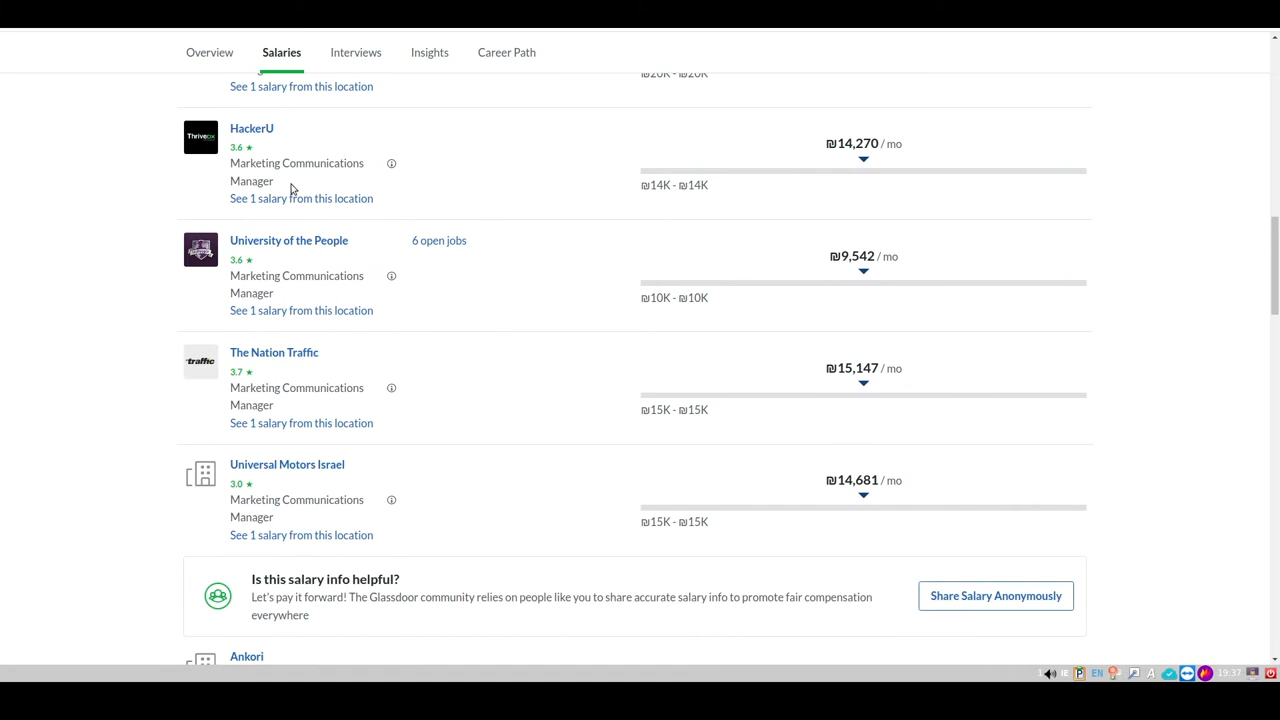 Overview Salaries Interviews Insights Career Path
₪20K - ₪20K
See 1 salary from this location
Thrivedx
HackerU
3.6 ★
₪14,270 / mo
Marketing Communications
Manager
₪14K - ₪14K
See 1 salary from this location
University of the People 6 open jobs
3.6 ★
₪9,542 / mo
Marketing Communications
Manager
₪10K - ₪10K
See 1 salary from this location
traffic
The Nation Traffic
3.7 ★
₪15,147 / mo
Marketing Communications
Manager
₪15K - ₪15K
See 1 salary from this location
Universal Motors Israel
3.0 ★
₪14,681 / mo
Marketing Communications
Manager
₪15K - ₪15K
See 1 salary from this location
Is this salary info helpful?
Let's pay it forward! The Glassdoor community relies on people like you to share accurate salary info to promote fair compensation
everywhere
Share Salary Anonymously
Ankori
EN 19:37